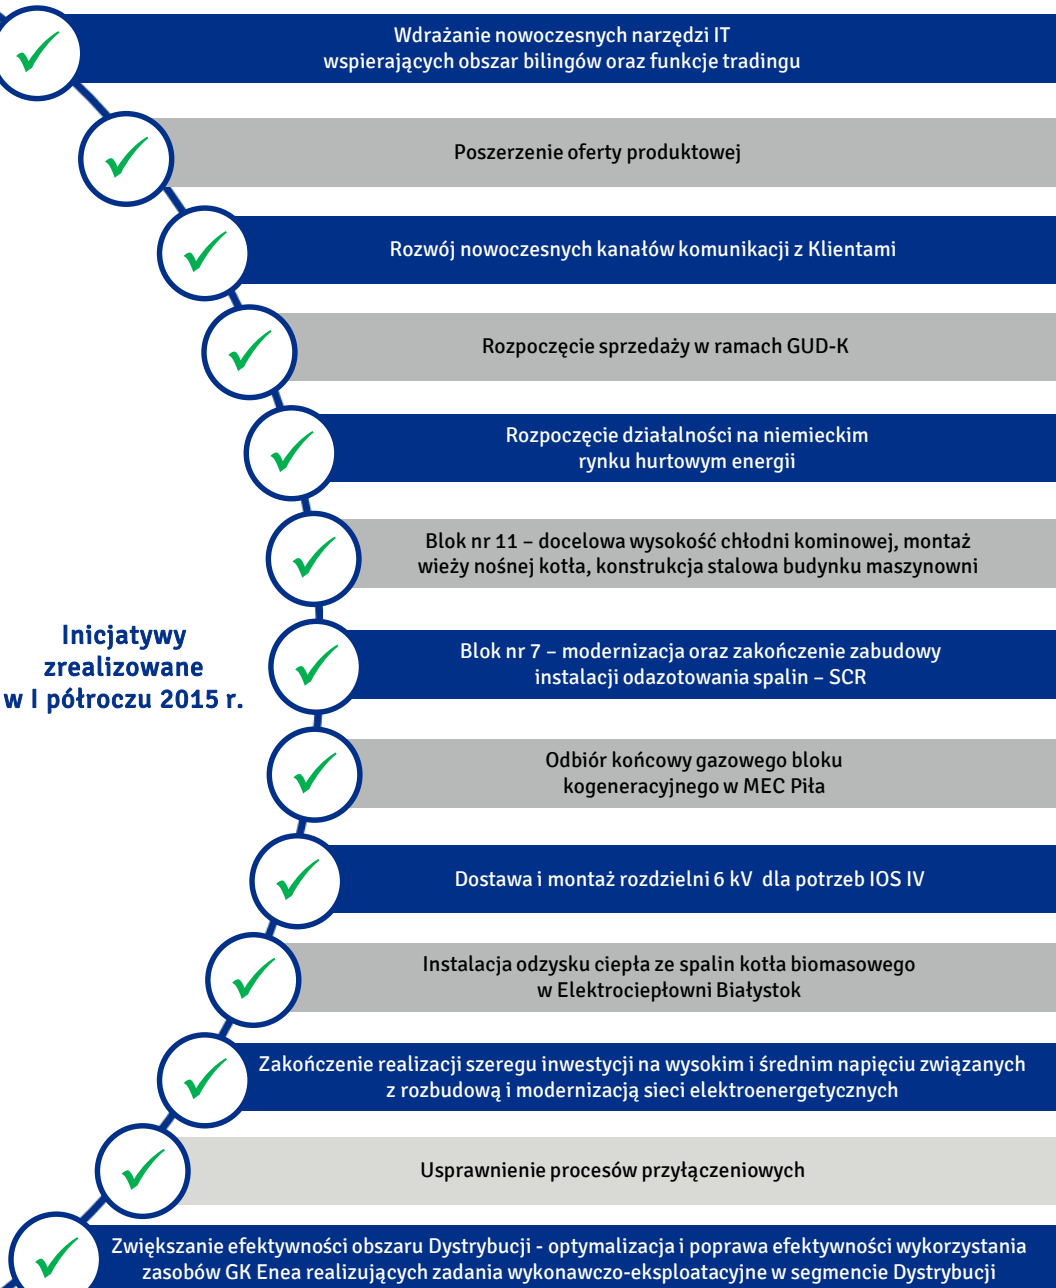 Wdrażanie nowoczesnych narzędzi IT
wspierających obszar bilingów oraz funkcje tradingu
Poszerzenie oferty produktowej
Rozwój nowoczesnych kanałów komunikacji z Klientami
Rozpoczęcie sprzedaży w ramach GUD-K
Rozpoczęcie działalności na niemieckim
rynku hurtowym energii
Blok nr 11 – docelowa wysokość chłodni kominowej, montaż
wieży nośnej kotła, konstrukcja stalowa budynku maszynowni
Inicjatywy
zrealizowane
w I półroczu 2015 r.
Blok nr 7 – modernizacja oraz zakończenie zabudowy
instalacji odazotowania spalin – SCR
Odbiór końcowy gazowego bloku
kogeneracyjnego w MEC Piła
Dostawa i montaż rozdzielni 6 kV dla potrzeb IOS IV
Instalacja odzysku ciepła ze spalin kotła biomasowego
w Elektrociepłowni Białystok
Zakończenie realizacji szeregu inwestycji na wysokim i średnim napięciu związanych
z rozbudową i modernizacją sieci elektroenergetycznych
Usprawnienie procesów przyłączeniowych
Zwiększanie efektywności obszaru Dystrybucji - optymalizacja i poprawa efektywności wykorzystania
zasobów GK Enea realizujących zadania wykonawczo-eksploatacyjne w segmencie Dystrybucji